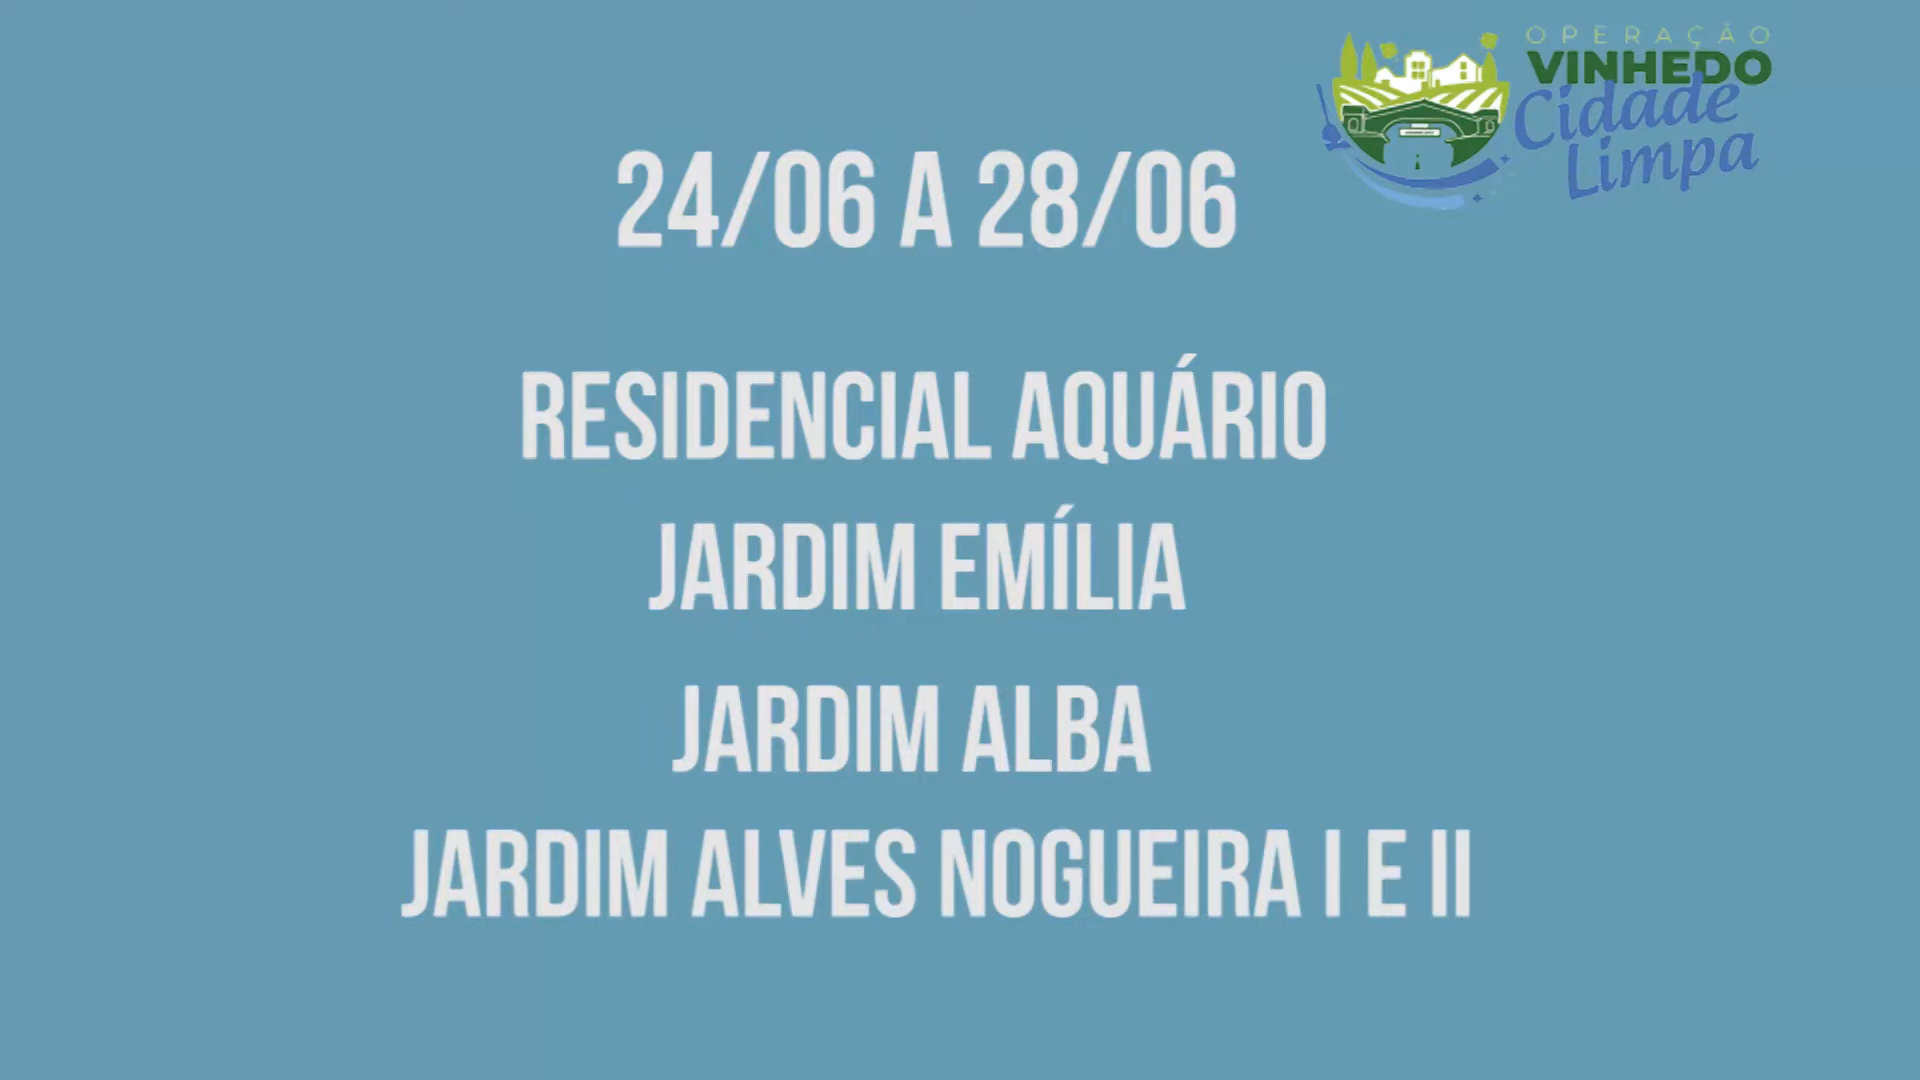 OPERAÇÃO
VINHEDO
Cidade
Limpa
24/06 A 28/06
RESIDENCIAL AQUÁRIO
JARDIM EMÍLIA
JARDIM ALBA
JARDIM ALVES NOGUEIRA I E II